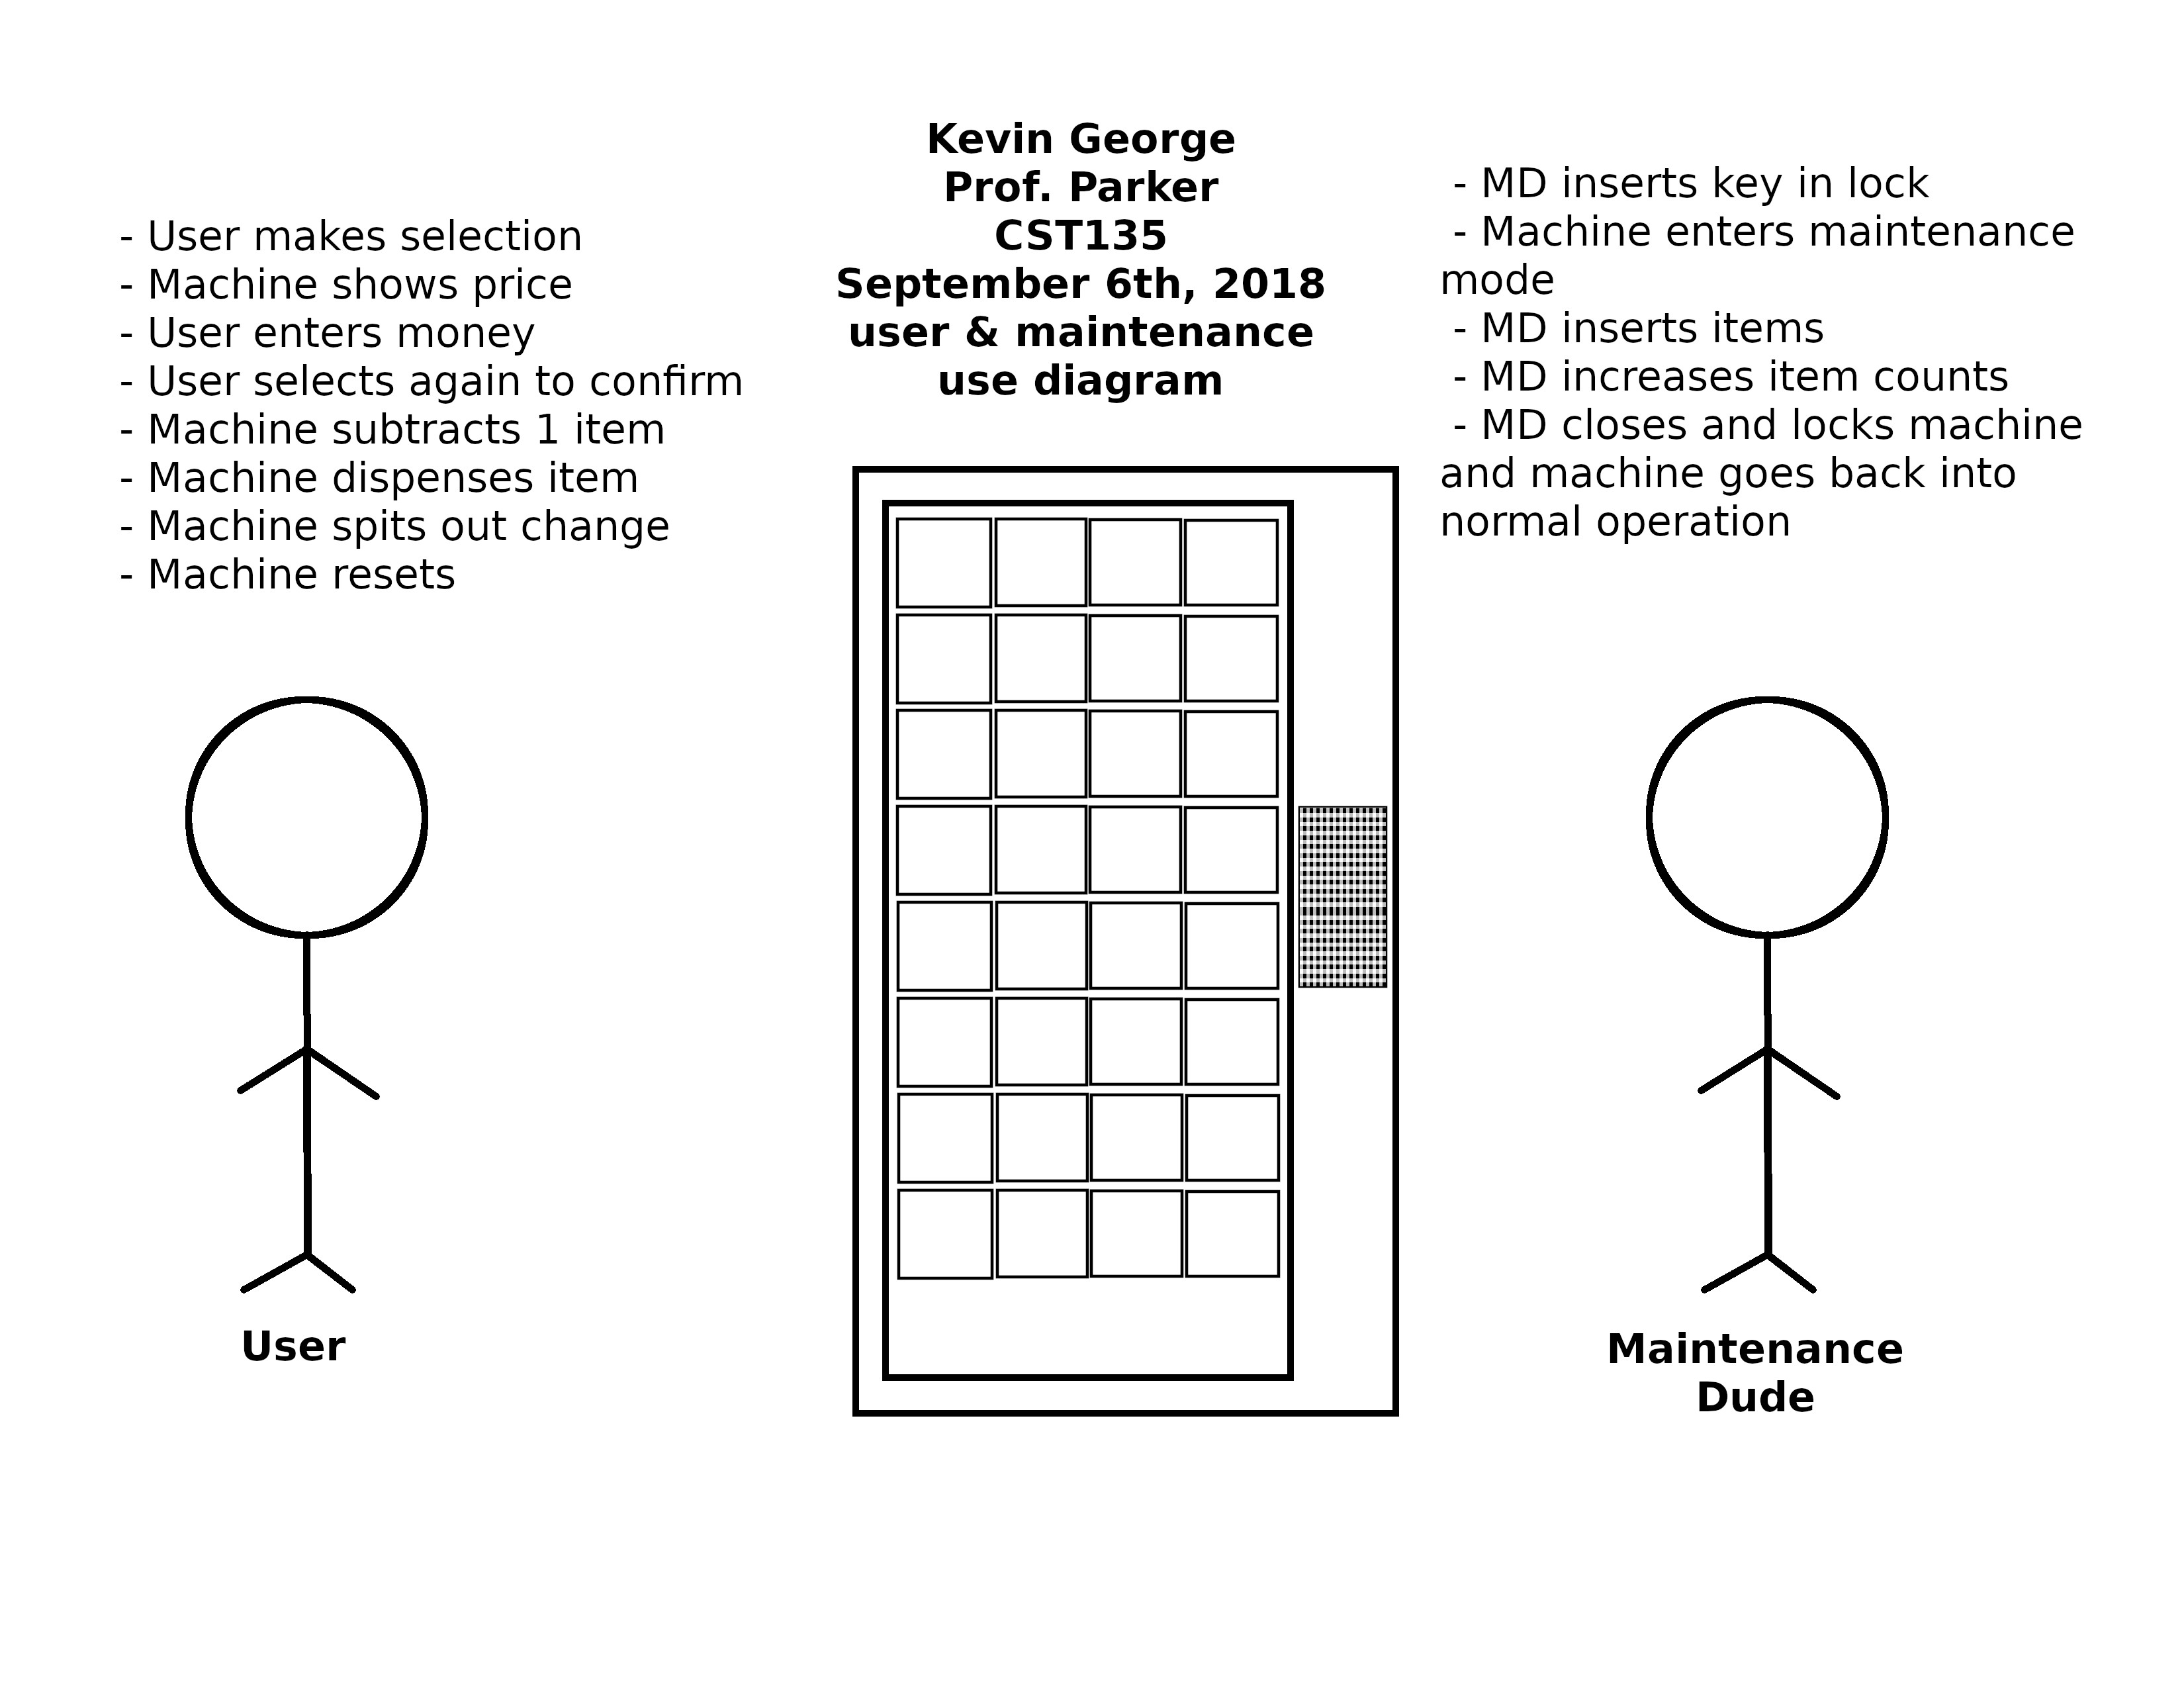 Kevin George
Prof. Parker
CST135
September 6th, 2018
user & maintenance
use diagram
- User makes selection
- Machine shows price
- User enters money
- User selects again to confirm
- Machine subtracts 1 item
- Machine dispenses item
- Machine spits out change
- Machine resets
- MD inserts key in lock
- Machine enters maintenance
mode
- MD inserts items
- MD increases item counts
- MD closes and locks machine
and machine goes back into
normal operation
User
Maintenance
Dude